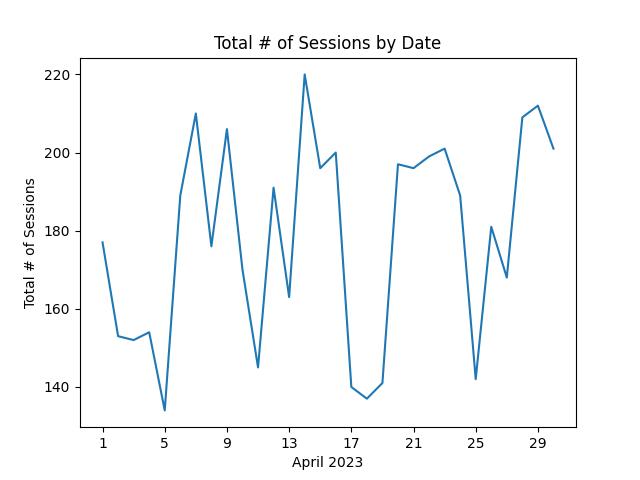 Total # of Sessions by Date
Total # of Sessions
220
200
180
160
140
1 5 9 13 17 21 25 29
April 2023